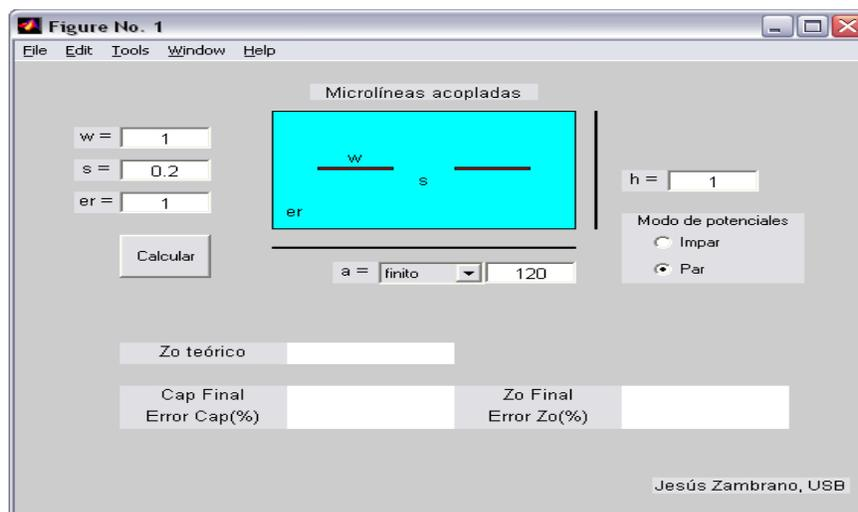 Figure No. 1
File Edit Tools Window Help
Microlíneas acopladas
w = 1
s = 0.2
er = 1
w
s
er
h = 1
Modo de potenciales
Impar
Par
Calcular
a = finito 120
Zo teórico
Cap Final
Error Cap(%)
Zo Final
Error Zo(%)
Jesús Zambrano, USB